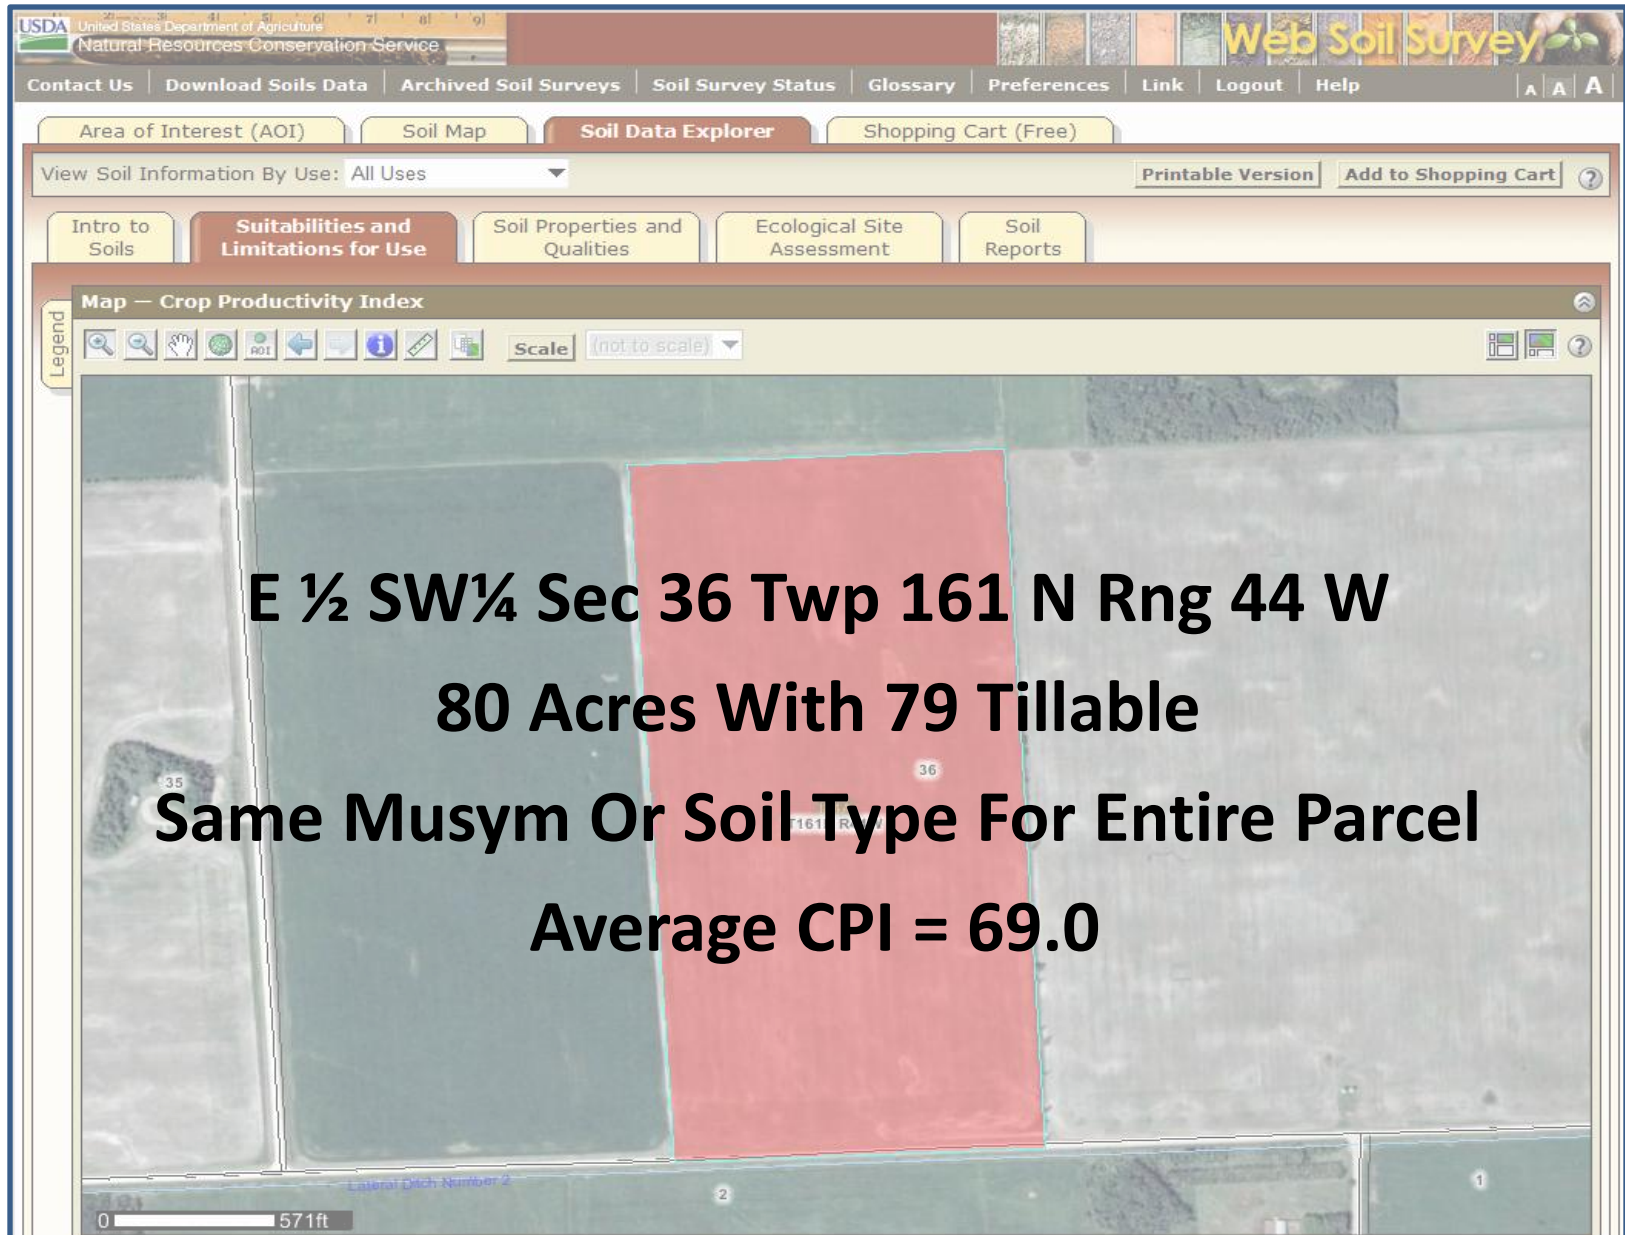 USDA United States Department of Agriculture
Natural Resources Conservation Service
Web Soil Survey
Contact Us Download Soils Data Archived Soil Surveys Soil Survey Status Glossary Preferences Link Logout Help A A A
Area of Interest (AOI) Soil Map Soil Data Explorer Shopping Cart (Free)
View Soil Information By Use: All Uses Printable Version Add to Shopping Cart ?
Intro to Soils Suitabilities and Limitations for Use Soil Properties and Qualities Ecological Site Assessment Soil Reports
Legend
Map — Crop Productivity Index
AOI i Scale (not to scale) ?
E ½ SW¼ Sec 36 Twp 161 N Rng 44 W
80 Acres With 79 Tillable
36
35
Same Musym Or Soil Type For Entire Parcel
Average CPI = 69.0
Lateral Ditch Number 2
2
1
0 571ft